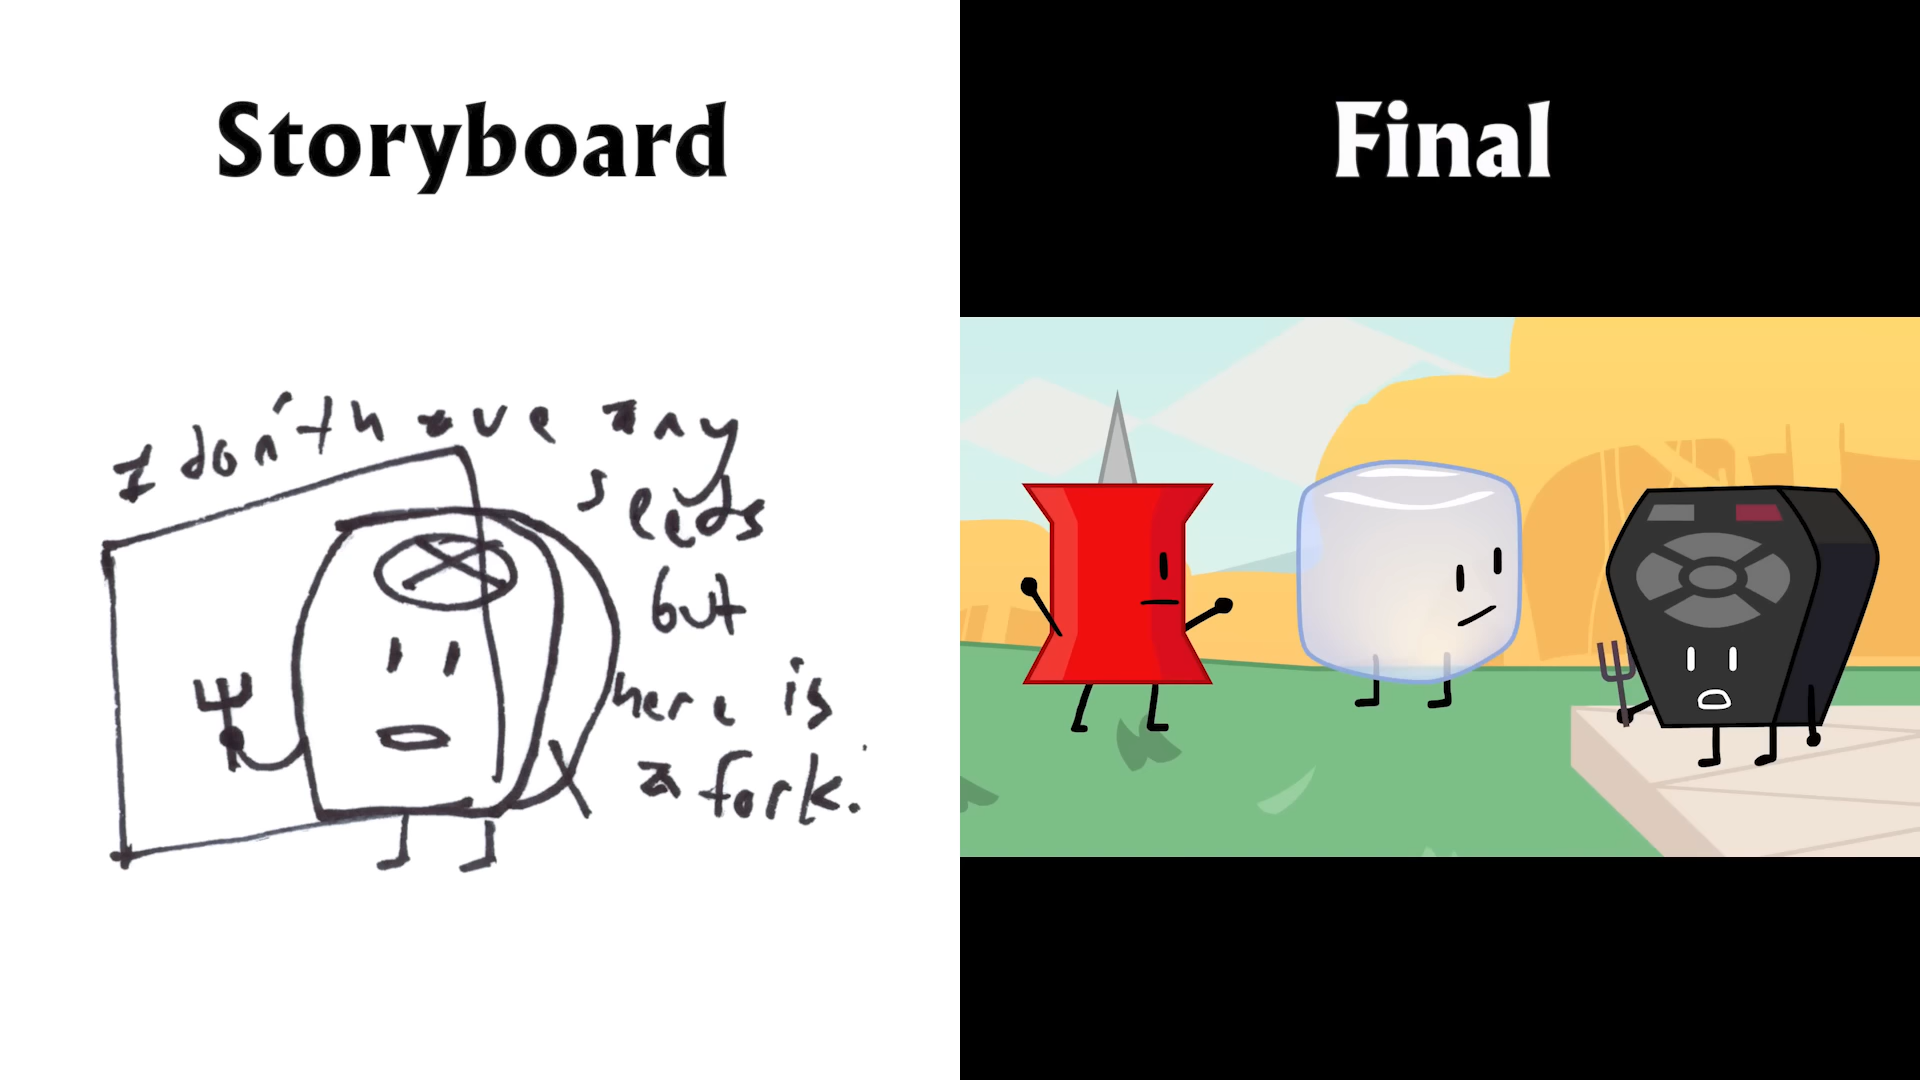 Storyboard
Final
I don't have any
seeds
but
here is
a fork.